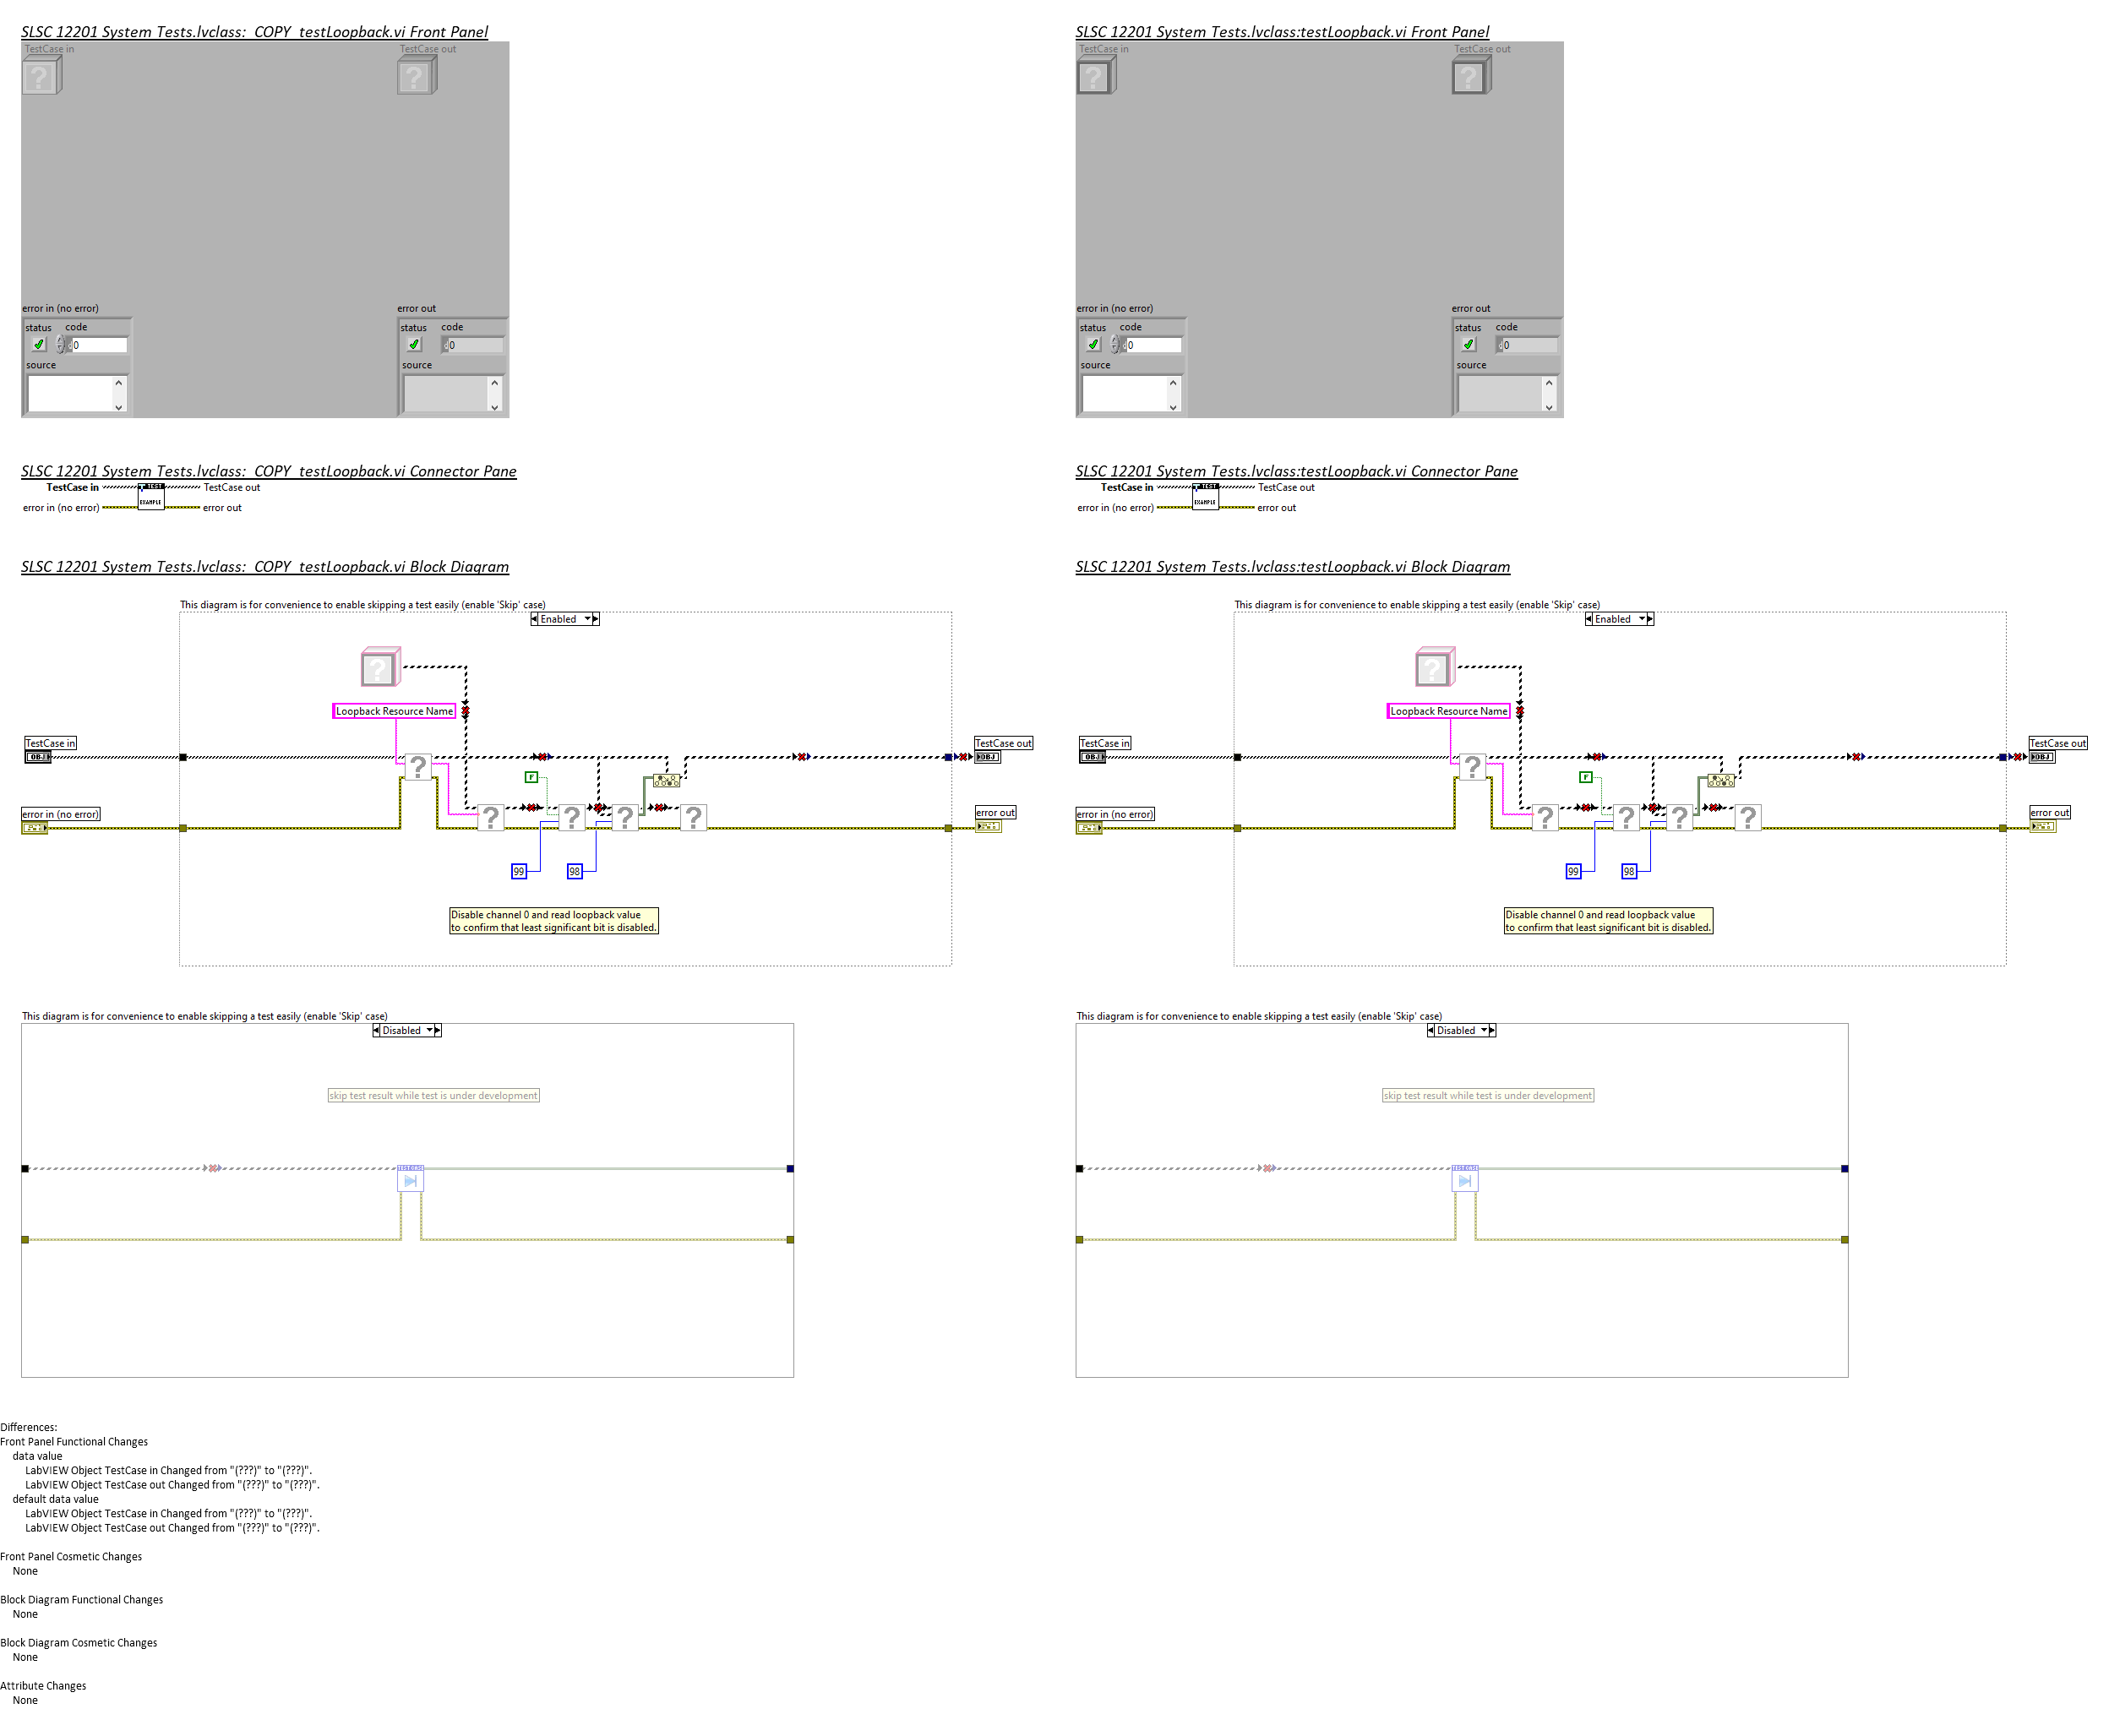 SLSC 12201 System Tests.lvclass:  COPY  testLoopback.vi Front Panel
TestCase in
TestCase out
error in (no error)
status
code
0
source
error out
status
code
0
source
SLSC 12201 System Tests.lvclass:  COPY  testLoopback.vi Connector Pane
TestCase in
TestCase out
TEST
EXAMPLE
error in (no error)
error out
SLSC 12201 System Tests.lvclass:  COPY  testLoopback.vi Block Diagram
This diagram is for convenience to enable skipping a test easily (enable 'Skip' case)
Enabled
Loopback Resource Name
TestCase in
OBJ
TestCase out
OBJ
F
error in (no error)
error out
99
98
Disable channel 0 and read loopback value
to confirm that least significant bit is disabled.
This diagram is for convenience to enable skipping a test easily (enable 'Skip' case)
Disabled
skip test result while test is under development
TEST CASE
SLSC 12201 System Tests.lvclass:testLoopback.vi Front Panel
TestCase in
TestCase out
error in (no error)
status
code
0
source
error out
status
code
0
source
SLSC 12201 System Tests.lvclass:testLoopback.vi Connector Pane
TestCase in
TestCase out
TEST
EXAMPLE
error in (no error)
error out
SLSC 12201 System Tests.lvclass:testLoopback.vi Block Diagram
This diagram is for convenience to enable skipping a test easily (enable 'Skip' case)
Enabled
Loopback Resource Name
TestCase in
OBJ
TestCase out
OBJ
F
error in (no error)
error out
99
98
Disable channel 0 and read loopback value
to confirm that least significant bit is disabled.
This diagram is for convenience to enable skipping a test easily (enable 'Skip' case)
Disabled
skip test result while test is under development
TEST CASE
Differences:
Front Panel Functional Changes
data value
LabVIEW Object TestCase in Changed from "(???)" to "(???)".
LabVIEW Object TestCase out Changed from "(???)" to "(???)".
default data value
LabVIEW Object TestCase in Changed from "(???)" to "(???)".
LabVIEW Object TestCase out Changed from "(???)" to "(???)".
Front Panel Cosmetic Changes
None
Block Diagram Functional Changes
None
Block Diagram Cosmetic Changes
None
Attribute Changes
None